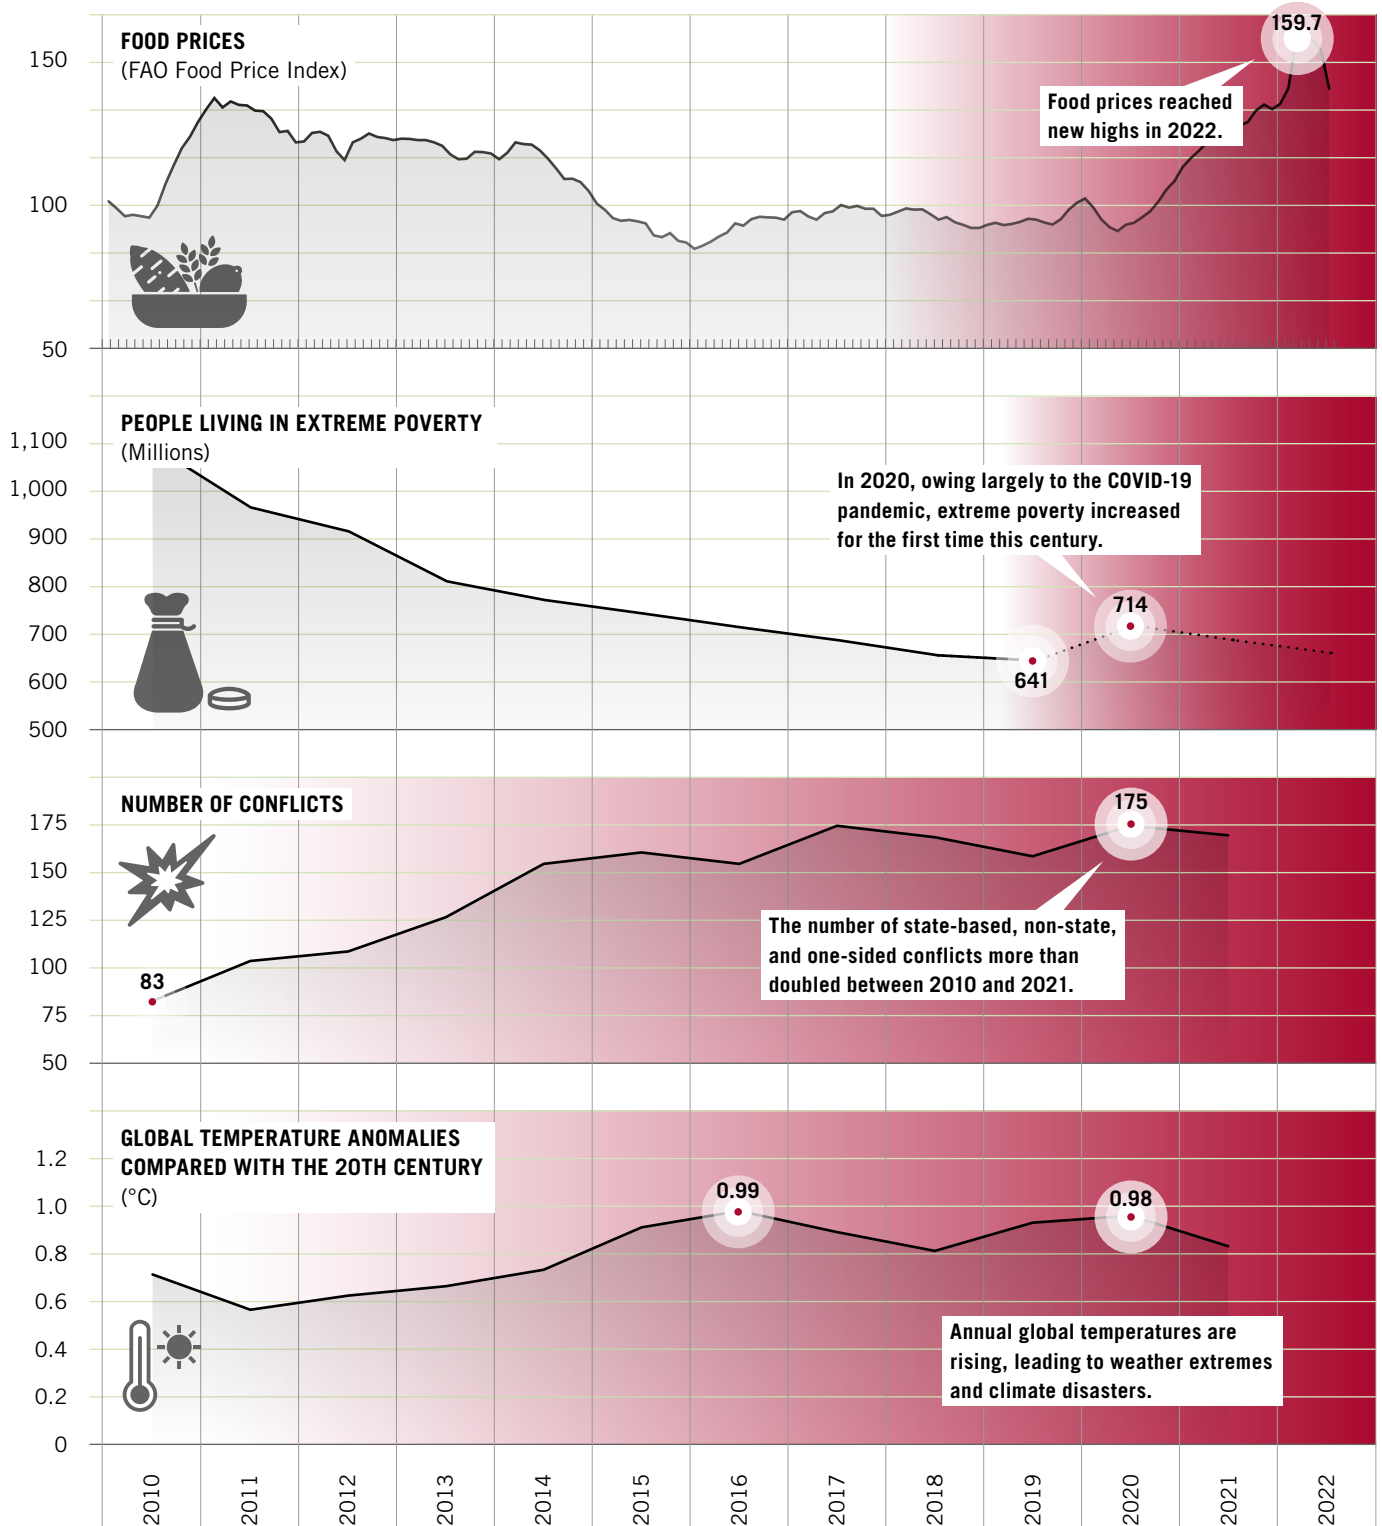 FOOD PRICES
(FAO Food Price Index)
159.7
Food prices reached
new highs in 2022.
150
100
50
PEOPLE LIVING IN EXTREME POVERTY
(Millions)
1,100
1,000
900
800
700
600
500
In 2020, owing largely to the COVID-19
pandemic, extreme poverty increased
for the first time this century.
714
641
NUMBER OF CONFLICTS
175
150
125
100
75
50
83
175
The number of state-based, non-state,
and one-sided conflicts more than
doubled between 2010 and 2021.
GLOBAL TEMPERATURE ANOMALIES
COMPARED WITH THE 20TH CENTURY
(°C)
1.2
1.0
0.8
0.6
0.4
0.2
0
0.99
0.98
Annual global temperatures are
rising, leading to weather extremes
and climate disasters.
2010
2011
2012
2013
2014
2015
2016
2017
2018
2019
2020
2021
2022